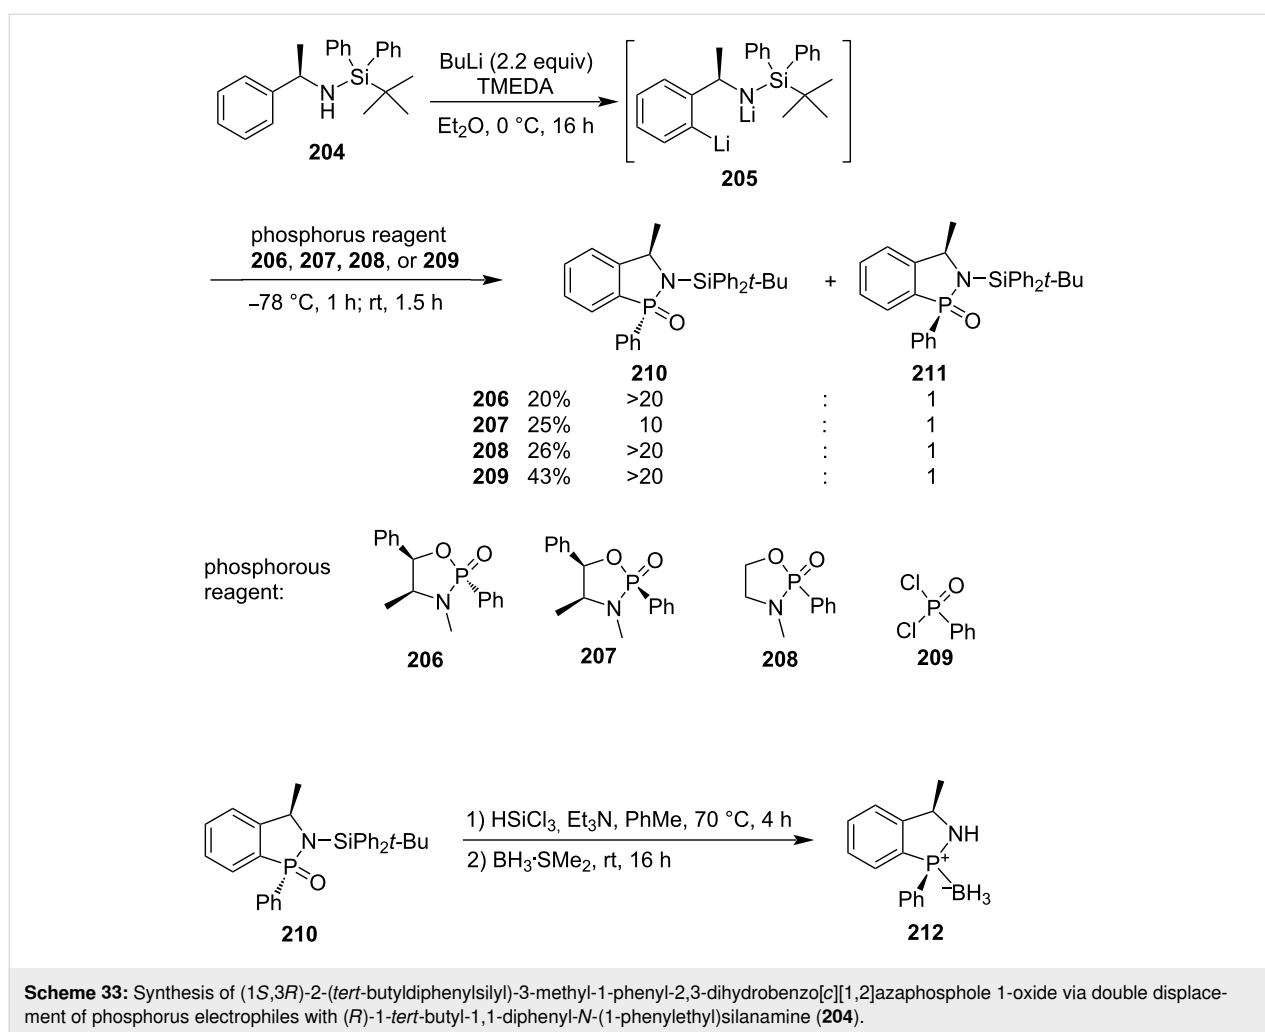 Ph Ph
Si
N
H
204
BuLi (2.2 equiv)
TMEDA
Et2O, 0 °C, 16 h
Ph Ph
Si
N
Li
Li
205
phosphorus reagent
206, 207, 208, or 209
–78 °C, 1 h; rt, 1.5 h
N–SiPh2t-Bu
P
O
Ph
210
+
N–SiPh2t-Bu
P
O
Ph
211
206 20% >20 : 1
207 25% 10 : 1
208 26% >20 : 1
209 43% >20 : 1
phosphorous
reagent:
Ph
O O
P
N Ph
206
Ph
O O
P
N Ph
207
O O
P
N Ph
208
Cl O
P
Cl Ph
209
N–SiPh2t-Bu
P
O
Ph
210
1) HSiCl3, Et3N, PhMe, 70 °C, 4 h
2) BH3·SMe2, rt, 16 h
NH
P+
Ph –BH3
212
Scheme 33: Synthesis of (1S,3R)-2-(tert-butyldiphenylsilyl)-3-methyl-1-phenyl-2,3-dihydrobenzo[c][1,2]azaphosphole 1-oxide via double displace-
ment of phosphorus electrophiles with (R)-1-tert-butyl-1,1-diphenyl-N-(1-phenylethyl)silanamine (204).